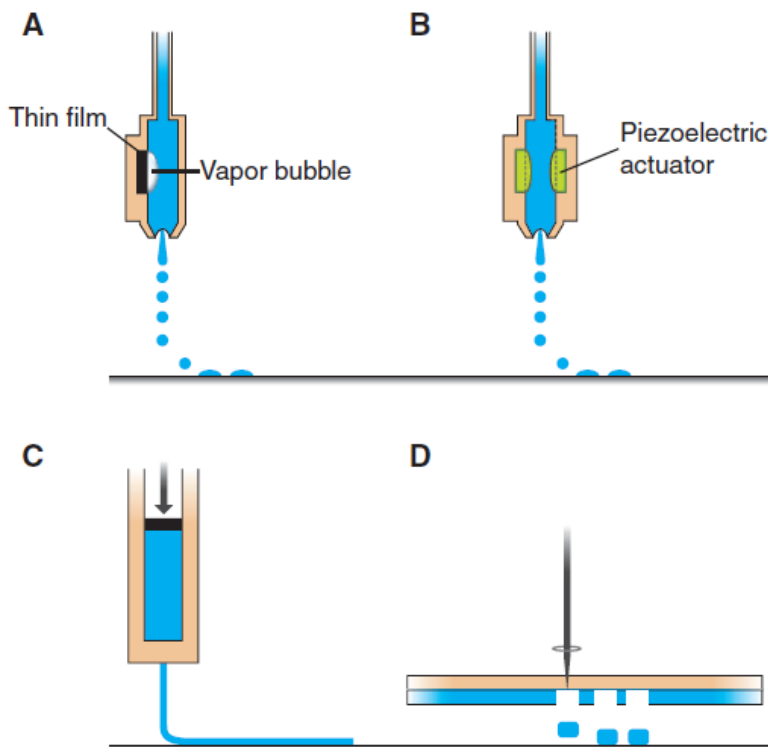 A
B
Thin film
Vapor bubble
Piezoelectric
actuator
C
D